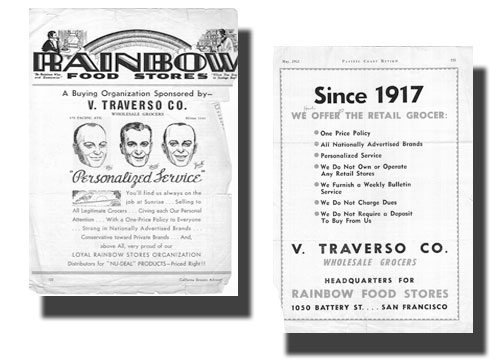 RAINBOW
FOOD STORES
A Buying Organization Sponsored by—
V. TRAVERSO CO.
WHOLESALE GROCERS
"Personalized Service"
You'll find us always on the
job at Sunrise . . . Selling to
All Legitimate Grocers . . . Giving each Our Personal
Attention . . . With a One-Price Policy to Everyone
Strong in Nationally Advertised Brands . . .
Conservative toward Private Brands . . . And,
above All, very proud of our
LOYAL RAINBOW STORES ORGANIZATION
Distributors for "NU-DEAL" PRODUCTS—Priced Right!!
May, 1951 PACIFIC COAST REVIEW
Since 1917
WE OFFER THE RETAIL GROCER:
One Price Policy
All Nationally Advertised Brands
Personalized Service
We Do Not Own or Operate
Any Retail Stores
We Furnish a Weekly Bulletin
Service
We Do Not Charge Dues
We Do Not Require a Deposit
To Buy From Us
V. TRAVERSO CO.
WHOLESALE GROCERS
HEADQUARTERS FOR
RAINBOW FOOD STORES
1050 BATTERY ST. . . . SAN FRANCISCO